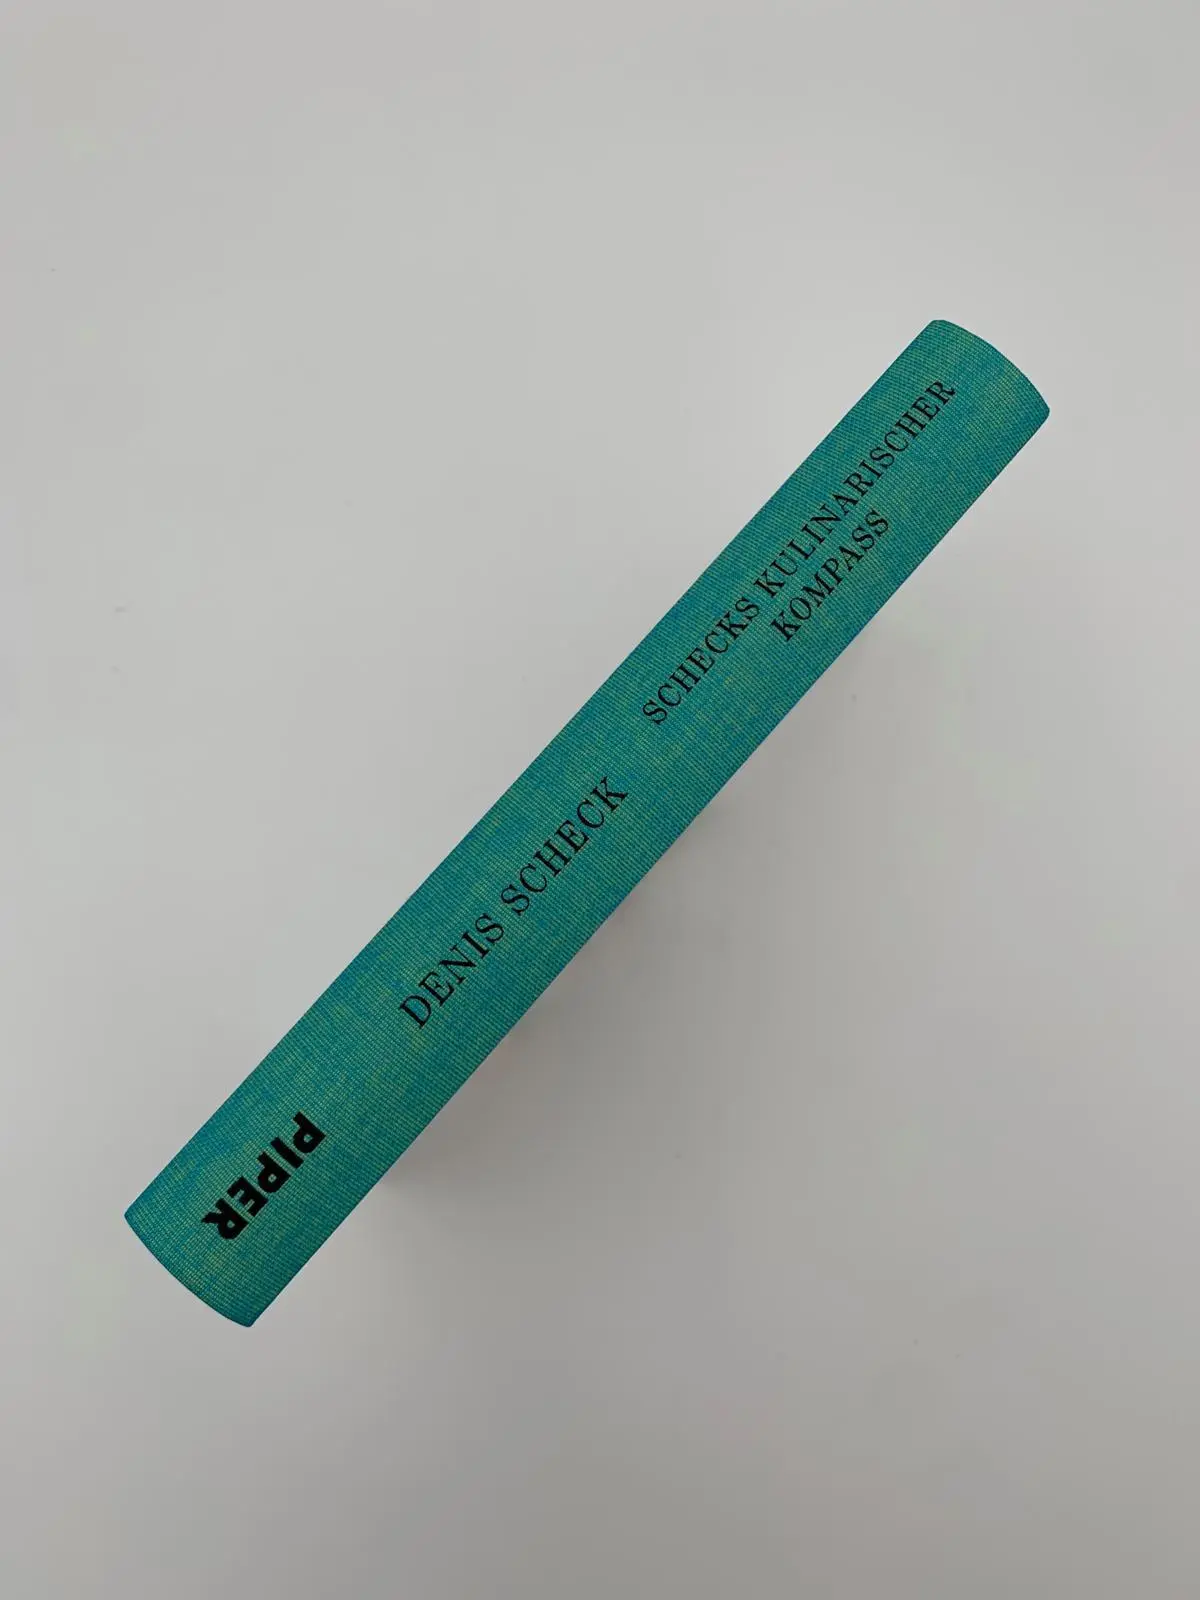 DENIS SCHECK
SCHECKS KULINARISCHER
KOMPASS
PIPER